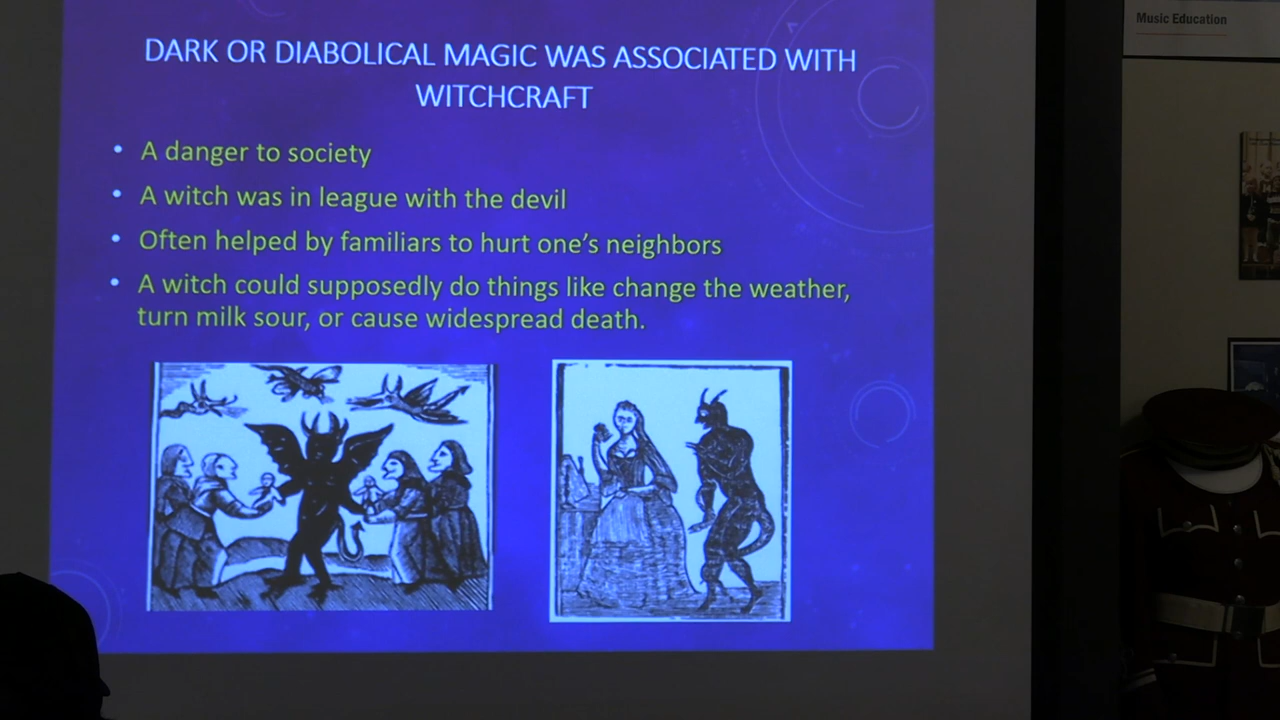 Music Education
DARK OR DIABOLICAL MAGIC WAS ASSOCIATED WITH
WITCHCRAFT
• A danger to society
• A witch was in league with the devil
• Often helped by familiars to hurt one's neighbors
• A witch could supposedly do things like change the weather,
turn milk sour, or cause widespread death.